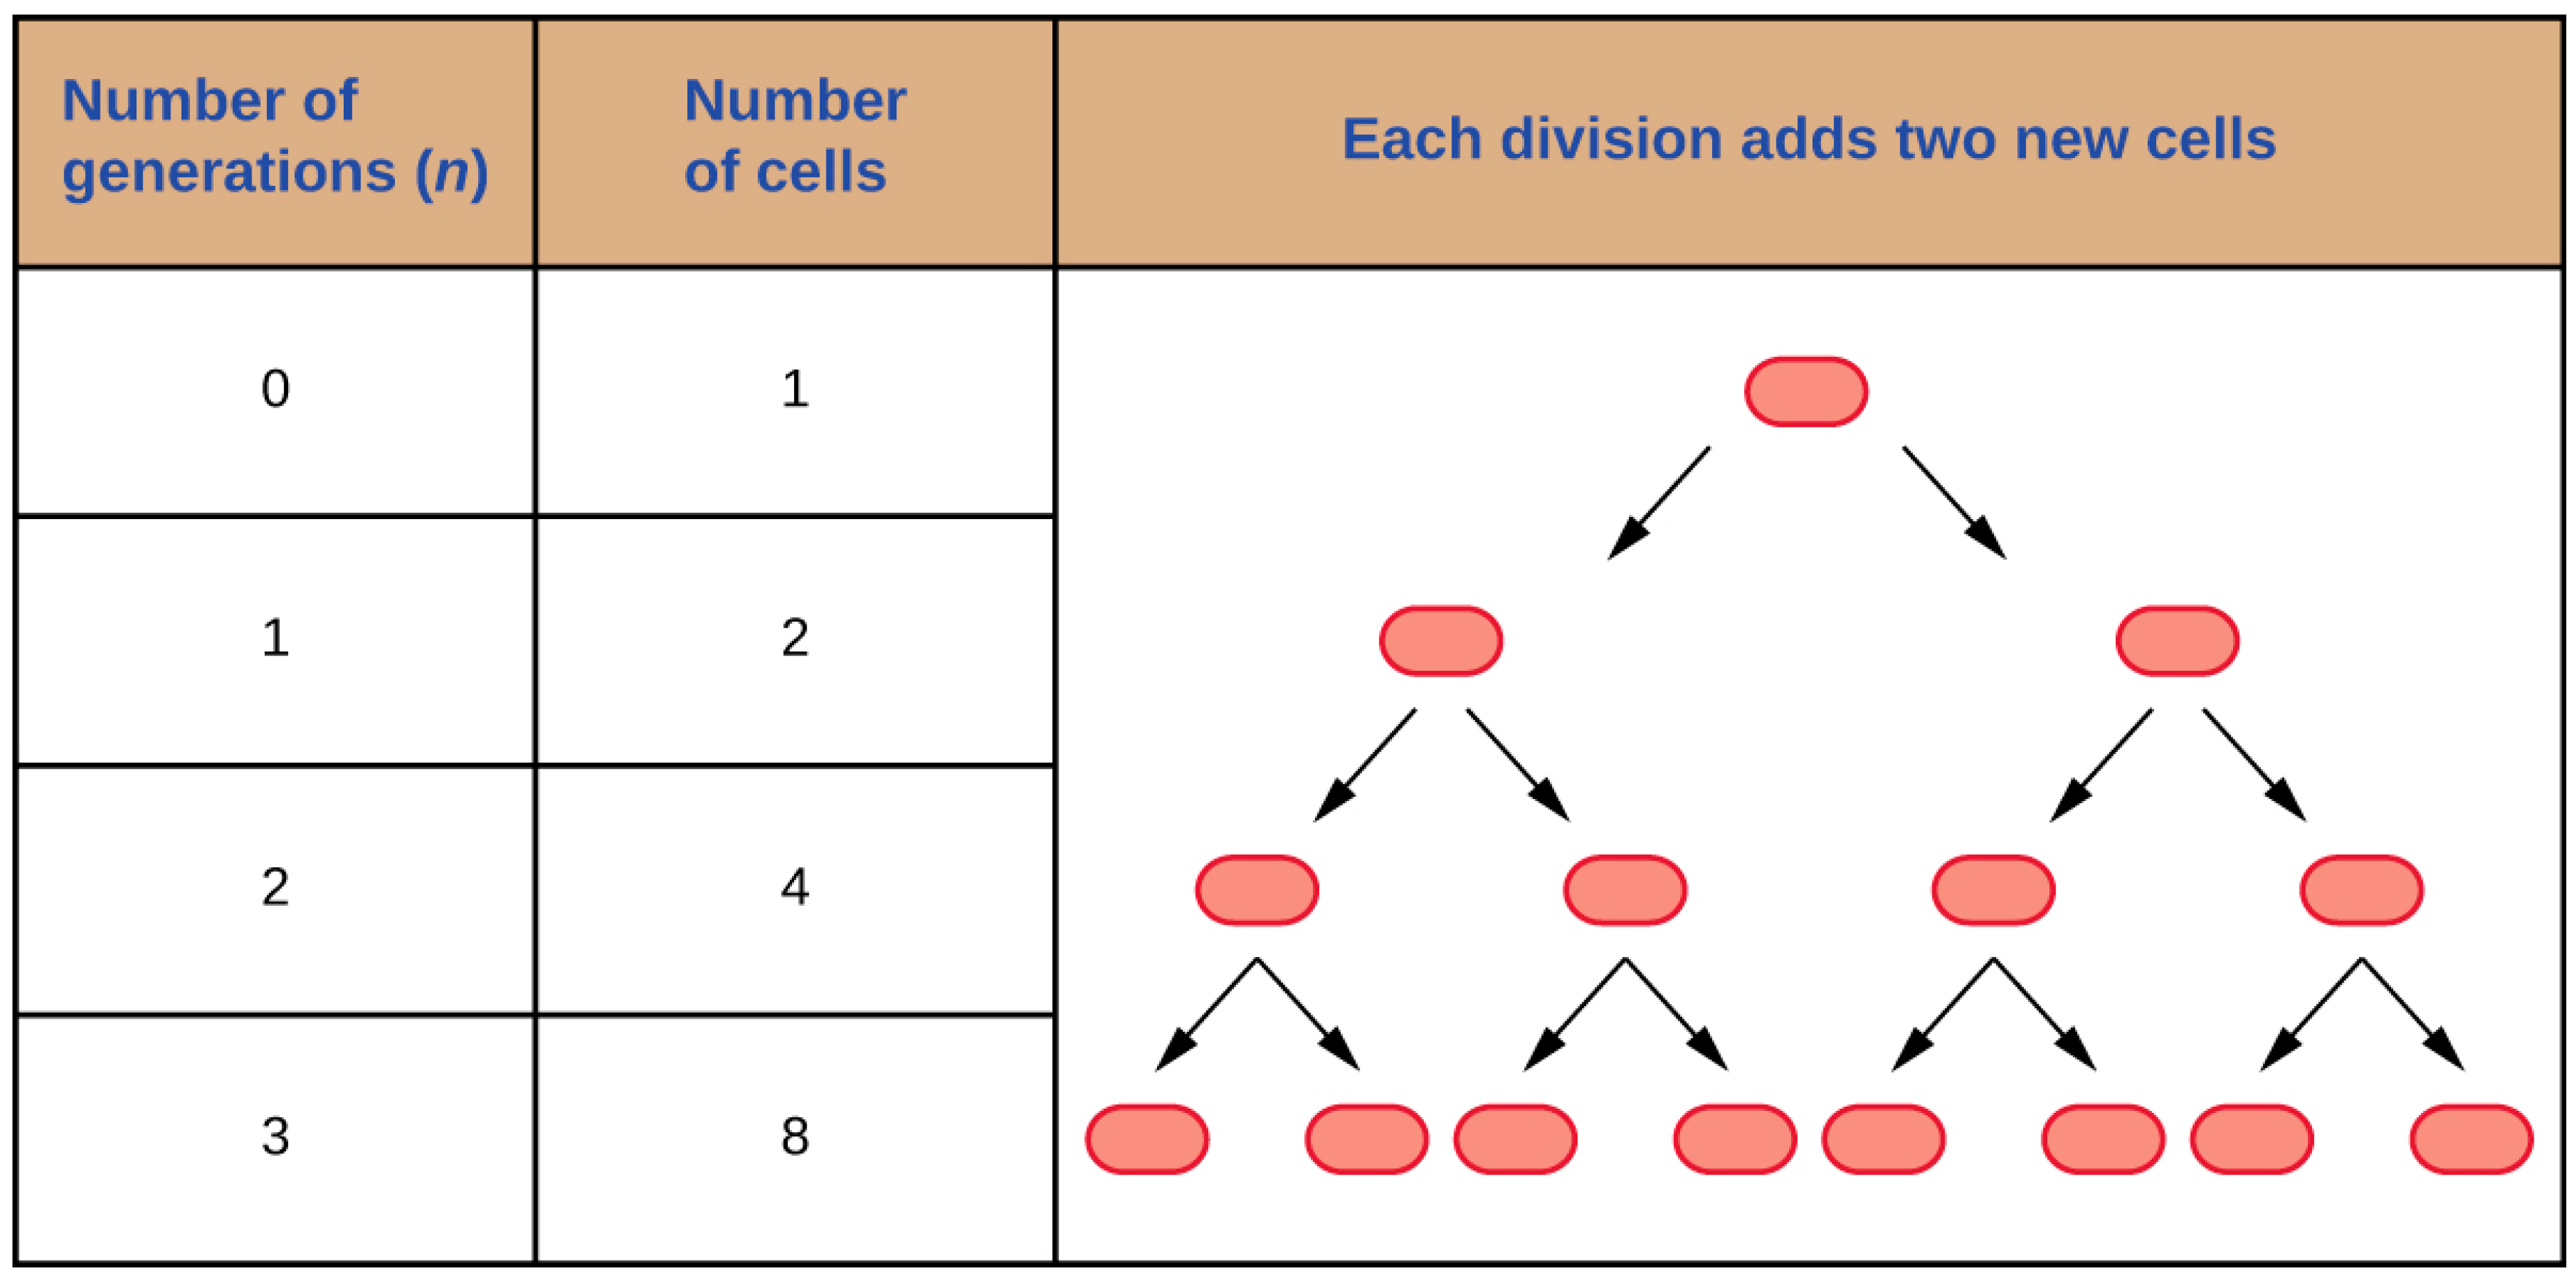 Number of
generations (n)
Number
of cells
Each division adds two new cells
0
1
1
2
2
4
3
8